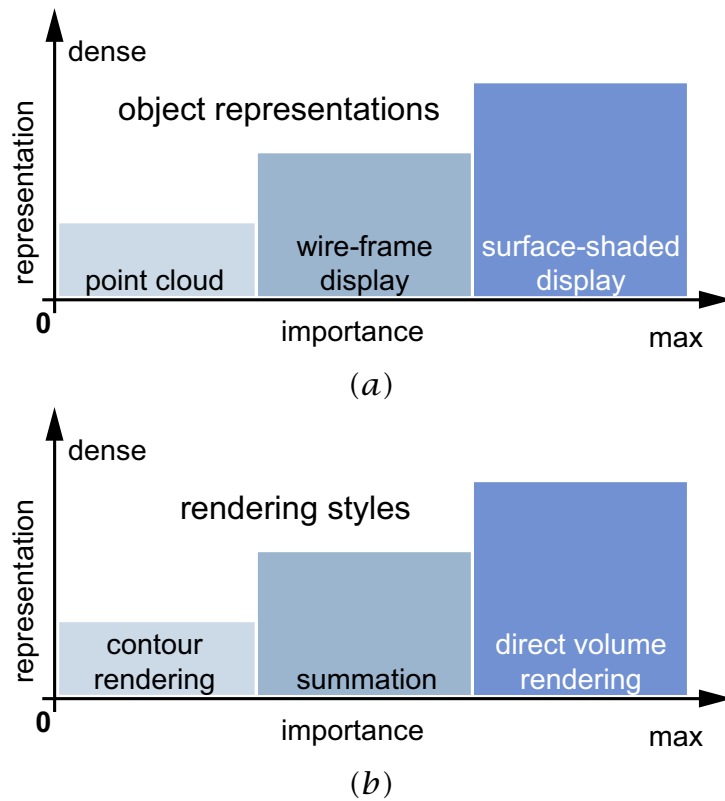 dense
object representations
representation
point cloud
wire-frame
display
surface-shaded
display
0
importance
max
(a)
dense
rendering styles
representation
contour
rendering
summation
direct volume
rendering
0
importance
max
(b)